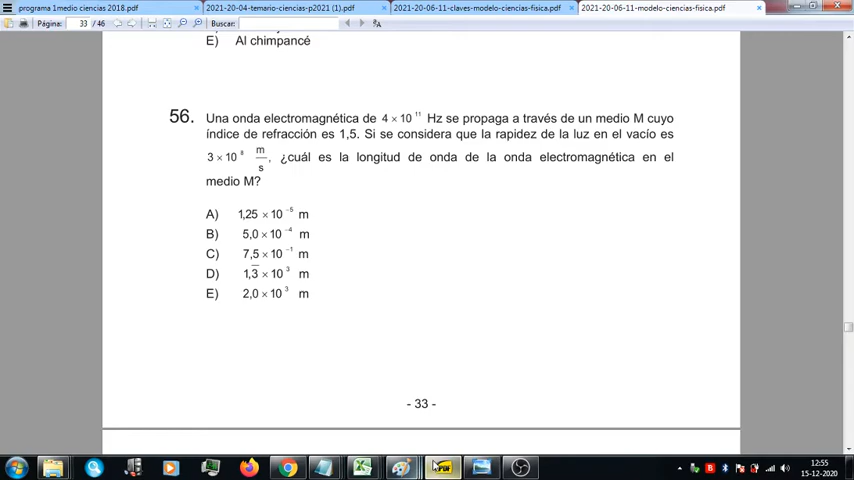 programa 1medio ciencias 2018.pdf
2021-20-04-temario-ciencias-p2021 (1).pdf
2021-20-06-11-claves-modelo-ciencias-fisica.pdf
2021-20-06-11-modelo-ciencias-fisica.pdf
Página: 33 / 46 Buscar:
E) Al chimpancé
56. Una onda electromagnética de 4 × 10¹¹ Hz se propaga a través de un medio M cuyo
índice de refracción es 1,5. Si se considera que la rapidez de la luz en el vacío es
3 × 10⁸ m/s, ¿cuál es la longitud de onda de la onda electromagnética en el
medio M?
A) 1,25 × 10⁻⁵ m
B) 5,0 × 10⁻⁴ m
C) 7,5 × 10⁻¹ m
D) 1,3̅ × 10³ m
E) 2,0 × 10³ m
- 33 -
12:55
15-12-2020